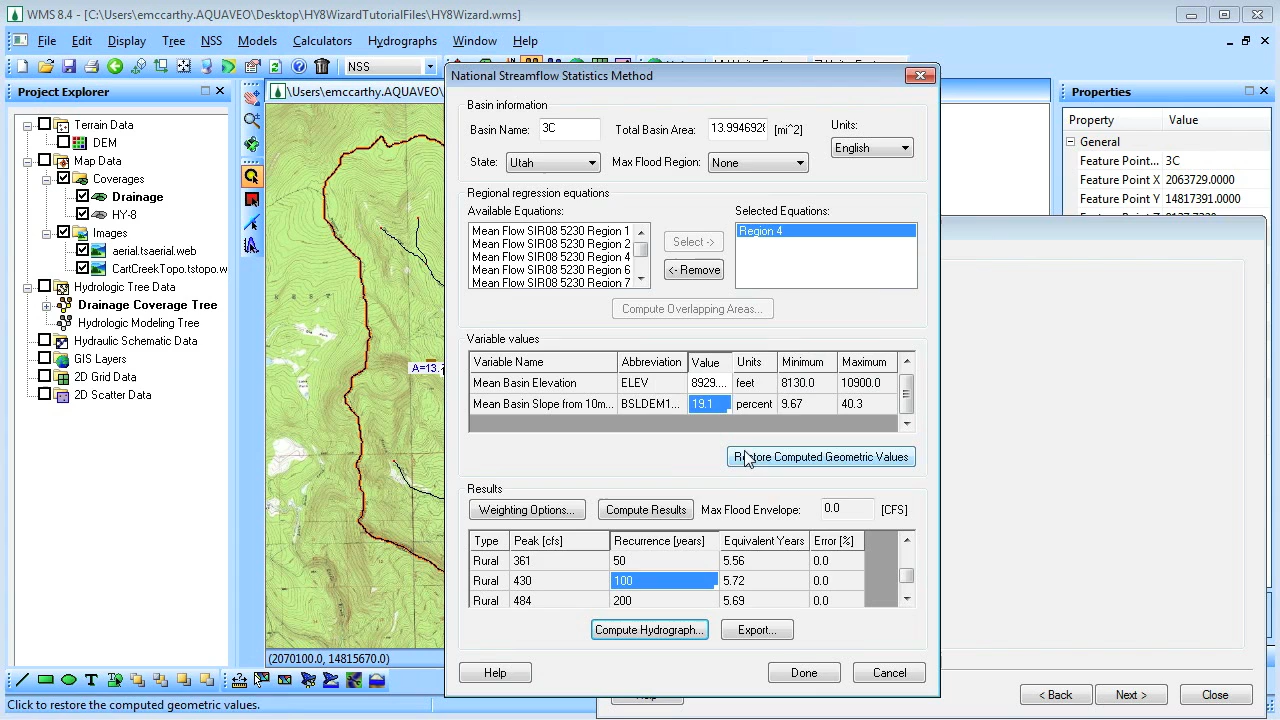 WMS 8.4 - [C:\Users\emccarthy.AQUAVEO\Desktop\HY8WizardTutorialFiles\HY8Wizard.wms]
File Edit Display Tree NSS Models Calculators Hydrographs Window Help
NSS
National Streamflow Statistics Method
Project Explorer
\Users\emccarthy.AQUAVEO\
Properties
Terrain Data
DEM
Map Data
Coverages
Drainage
HY-8
Images
aerial.tsaerial.web
CartCreekTopo.tstopo.w
Hydrologic Tree Data
Drainage Coverage Tree
Hydrologic Modeling Tree
Hydraulic Schematic Data
GIS Layers
2D Grid Data
2D Scatter Data
A=13.
(2070100.0, 14815670.0)
Basin information
Basin Name: 3C Total Basin Area: 13.994692( [mi^2] Units:
English
State: Utah Max Flood Region: None
Regional regression equations
Available Equations: Selected Equations:
Mean Flow SIR08 5230 Region 1
Mean Flow SIR08 5230 Region 2
Mean Flow SIR08 5230 Region 4
Mean Flow SIR08 5230 Region 6
Mean Flow SIR08 5230 Region 7
Select ->
<- Remove
Region 4
Compute Overlapping Areas...
Variable values
Variable Name Abbreviation Value Units Minimum Maximum
Mean Basin Elevation ELEV 8929.... feet 8130.0 10900.0
Mean Basin Slope from 10m... BSLDEM1... 19.1 percent 9.67 40.3
Restore Computed Geometric Values
Results
Weighting Options... Compute Results Max Flood Envelope: 0.0 [CFS]
Type Peak [cfs] Recurrence [years] Equivalent Years Error [%]
Rural 361 50 5.56 0.0
Rural 430 100 5.72 0.0
Rural 484 200 5.69 0.0
Compute Hydrograph... Export...
Help Done Cancel
Property Value
General
Feature Point... 3C
Feature Point X 2063729.0000
Feature Point Y 14817391.0000
< Back Next > Close
Click to restore the computed geometric values.